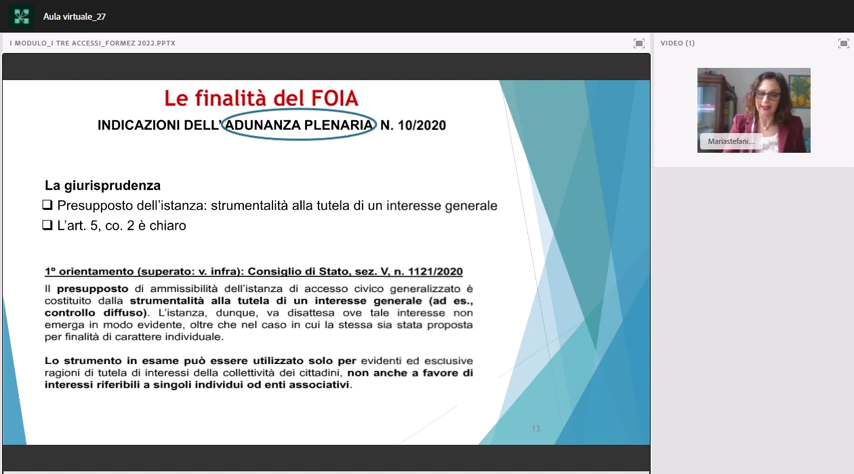 Aula virtuale_27
I MODULO_I TRE ACCESSI_FORMEZ 2022.PPTX
VIDEO (1)
Le finalità del FOIA
INDICAZIONI DELL'ADUNANZA PLENARIA N. 10/2020
La giurisprudenza
❑ Presupposto dell'istanza: strumentalità alla tutela di un interesse generale
❑ L'art. 5, co. 2 è chiaro
1º orientamento (superato: v. infra): Consiglio di Stato, sez. V, n. 1121/2020
Il presupposto di ammissibilità dell'istanza di accesso civico generalizzato è
costituito dalla strumentalità alla tutela di un interesse generale (ad es.,
controllo diffuso). L'istanza, dunque, va disattesa ove tale interesse non
emerga in modo evidente, oltre che nel caso in cui la stessa sia stata proposta
per finalità di carattere individuale.
Lo strumento in esame può essere utilizzato solo per evidenti ed esclusive
ragioni di tutela di interessi della collettività dei cittadini, non anche a favore di
interessi riferibili a singoli individui od enti associativi.
13
Mariastefani...